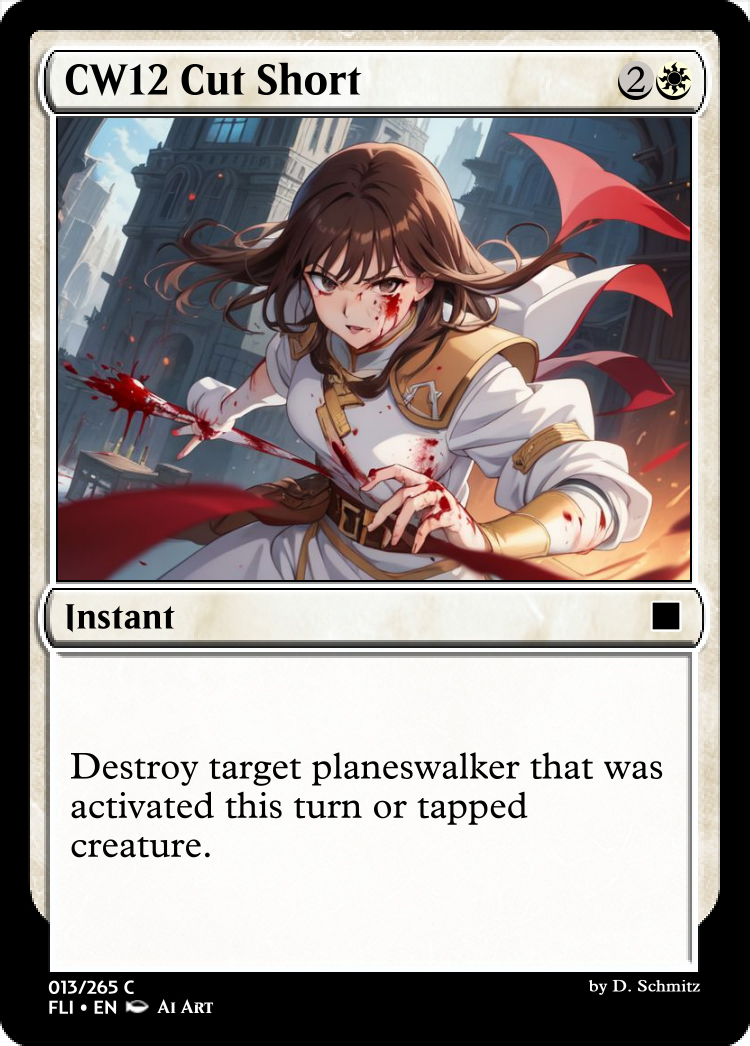 CW12 Cut Short 2
Instant
Destroy target planeswalker that was
activated this turn or tapped
creature.
013/265 C
by D. Schmitz
FLI • EN AI ART